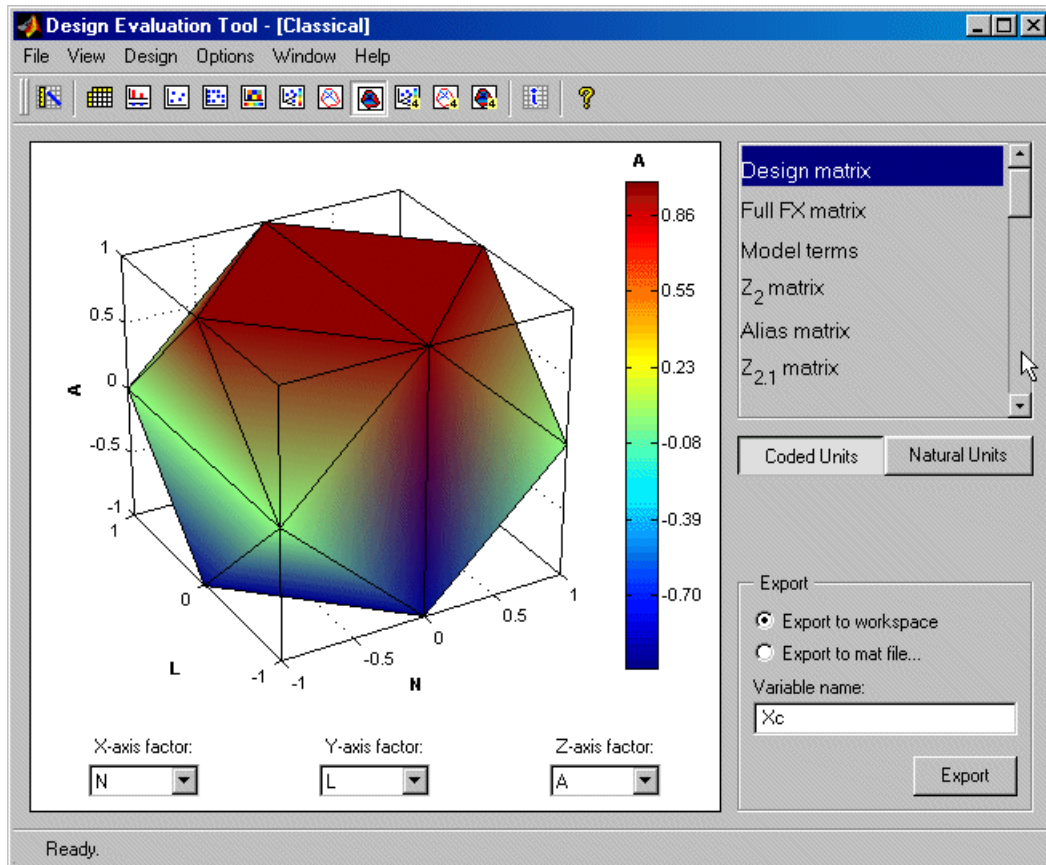 Design Evaluation Tool - [Classical]
File View Design Options Window Help
4 4 4 i ?
A
1
0.5
0
-0.5
-1
A
1
0
-1
L
-1
-0.5
0
0.5
1
N
0.86
0.55
0.23
-0.08
-0.39
-0.70
X-axis factor:
N
Y-axis factor:
L
Z-axis factor:
A
Design matrix
Full FX matrix
Model terms
Z2 matrix
Alias matrix
Z2.1 matrix
Coded Units Natural Units
Export
Export to workspace
Export to mat file...
Variable name:
Xc
Export
Ready.